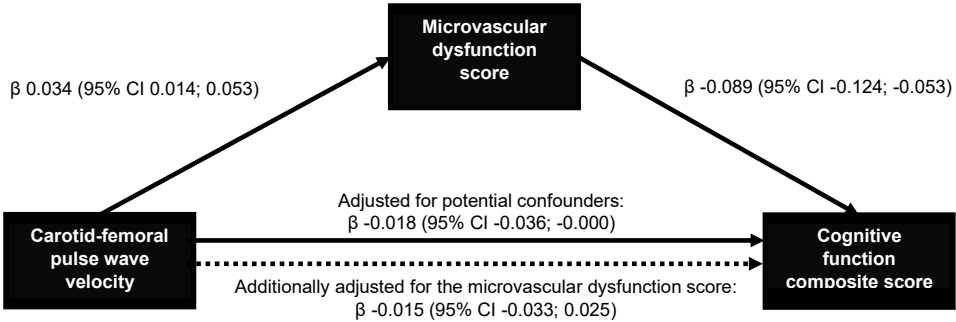 Microvascular
dysfunction
score
β 0.034 (95% CI 0.014; 0.053)
β -0.089 (95% CI -0.124; -0.053)
Adjusted for potential confounders:
β -0.018 (95% CI -0.036; -0.000)
Carotid-femoral
pulse wave
velocity
Cognitive
function
composite score
Additionally adjusted for the microvascular dysfunction score:
β -0.015 (95% CI -0.033; 0.025)